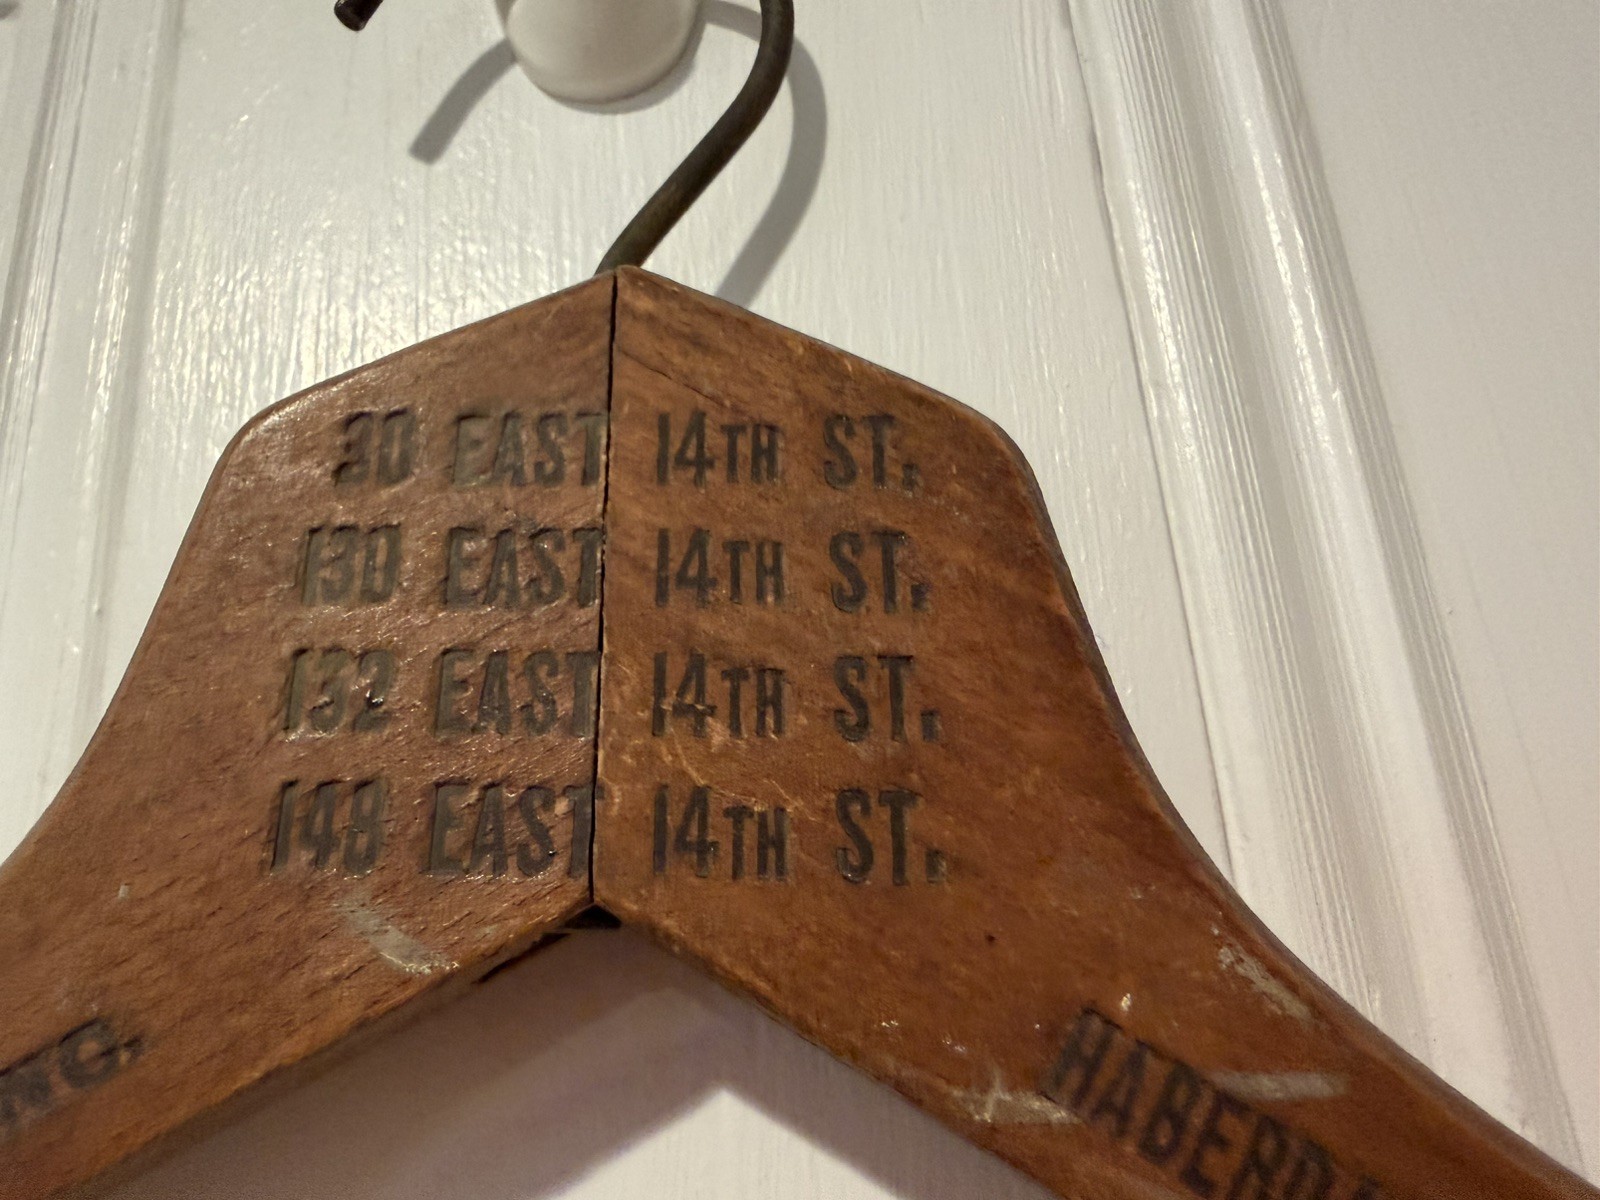 30 EAST 14TH ST.
130 EAST 14TH ST.
132 EAST 14TH ST.
148 EAST 14TH ST.